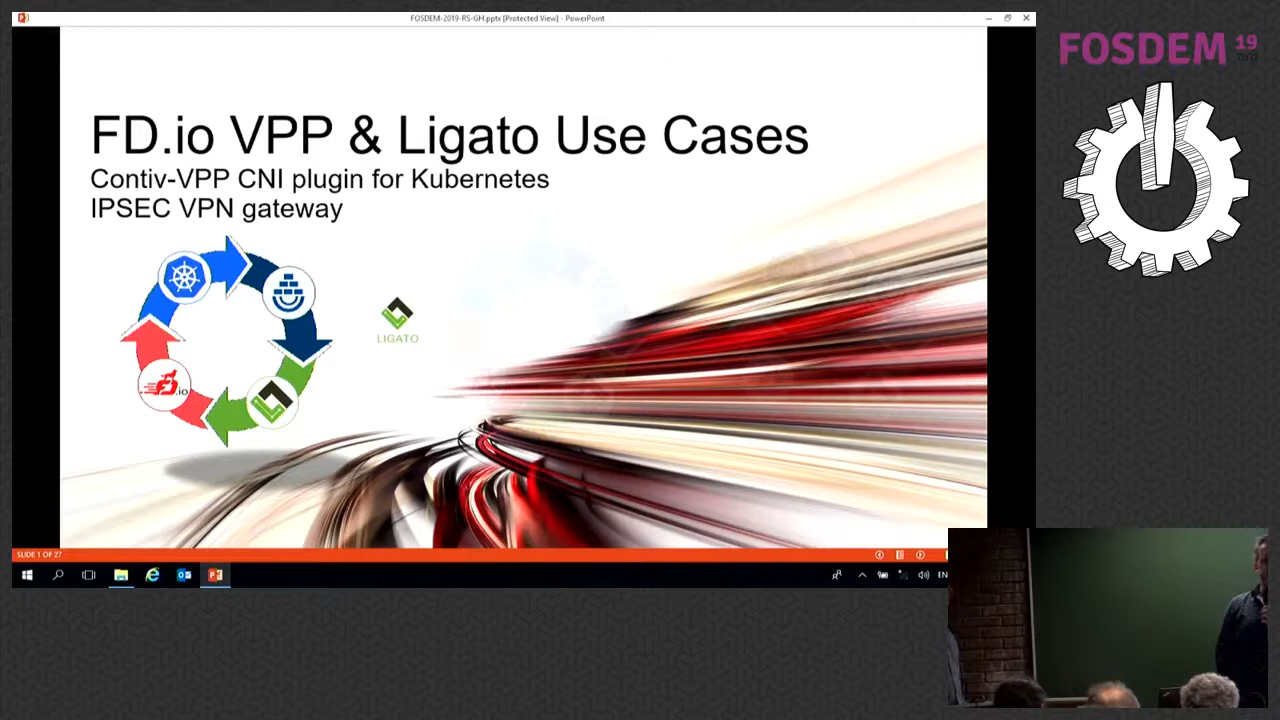 FOSDEM-2019-RS-GH.pptx [Protected View] - PowerPoint
FOSDEM 19
.org
FD.io VPP & Ligato Use Cases
Contiv-VPP CNI plugin for Kubernetes
IPSEC VPN gateway
LIGATO
FD.io
SLIDE 1 OF 27
EN